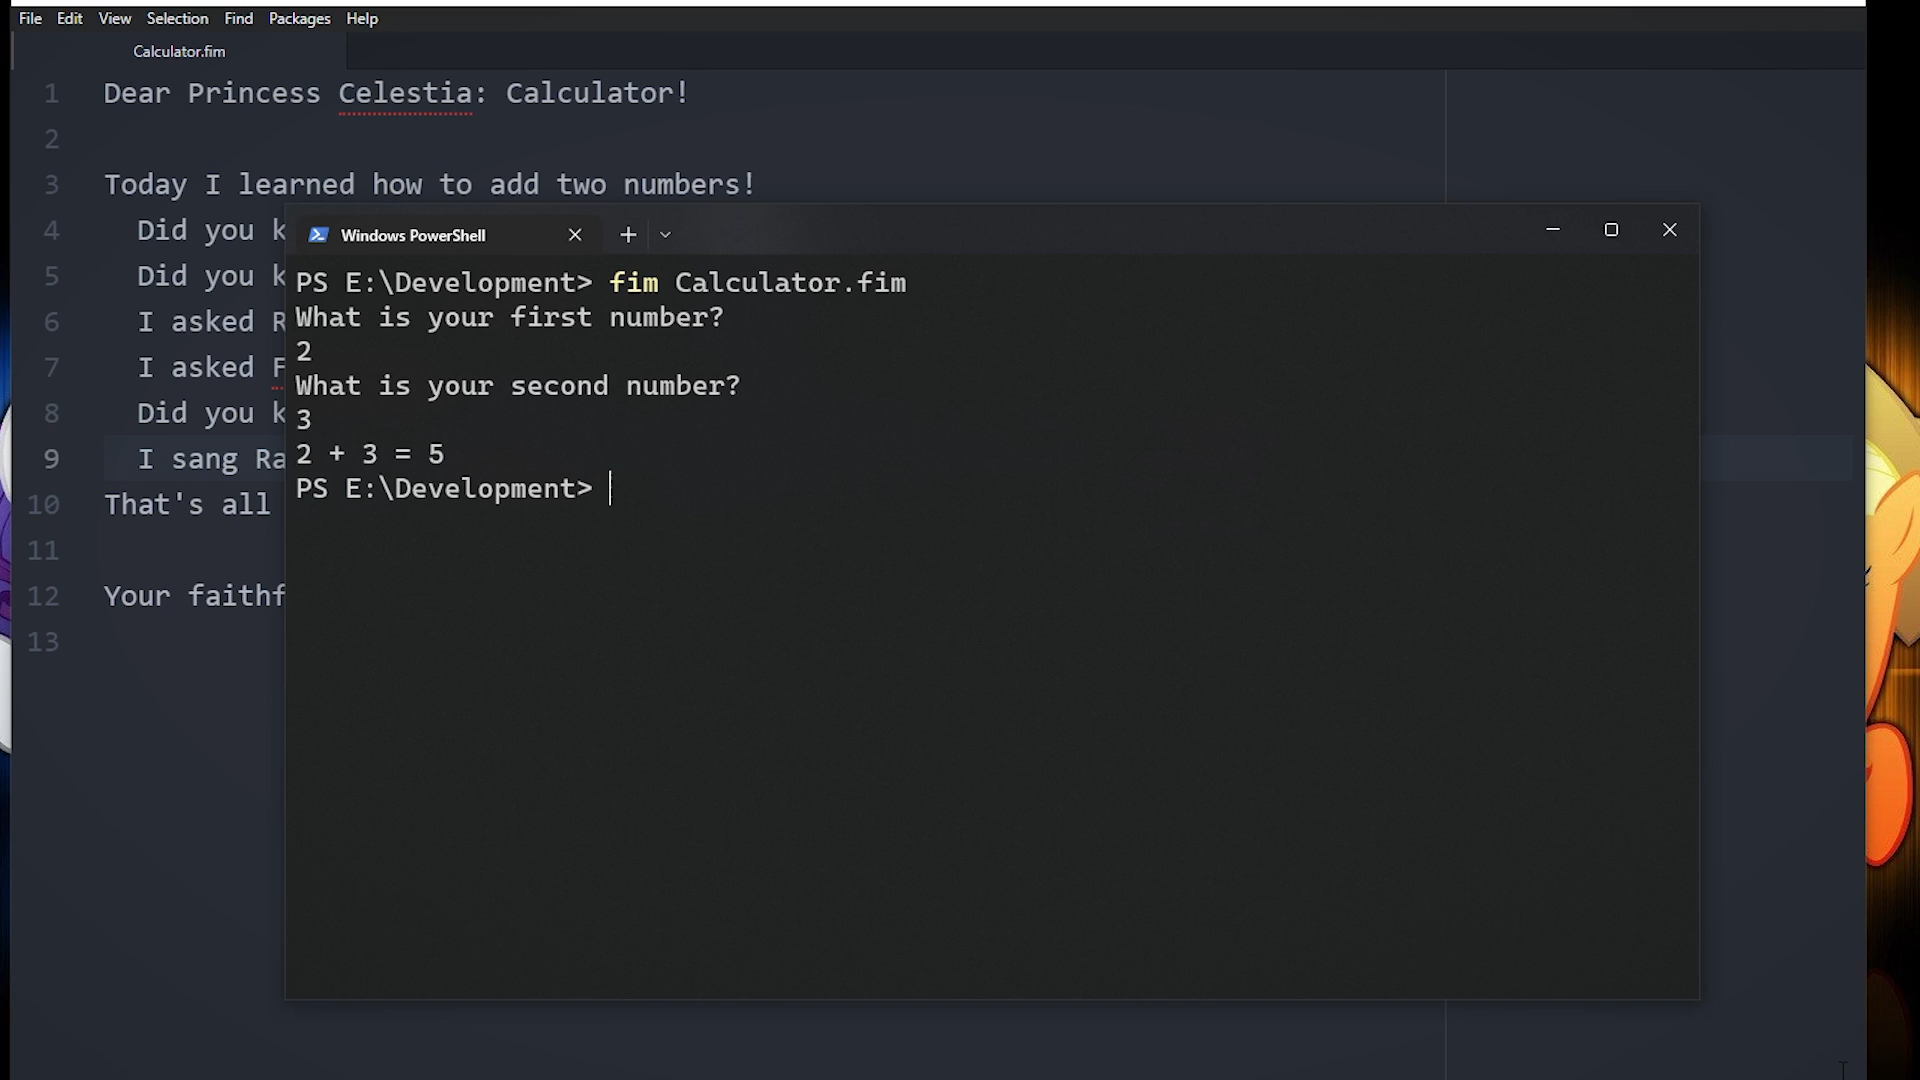 File Edit View Selection Find Packages Help
Calculator.fim
1 Dear Princess Celestia: Calculator!
2
3 Today I learned how to add two numbers!
4 Did you k
5 Did you k
6 I asked R
7 I asked F
8 Did you k
9 I sang Ra
10 That's all
11
12 Your faithf
13
Windows PowerShell
PS E:\Development> fim Calculator.fim
What is your first number?
2
What is your second number?
3
2 + 3 = 5
PS E:\Development>